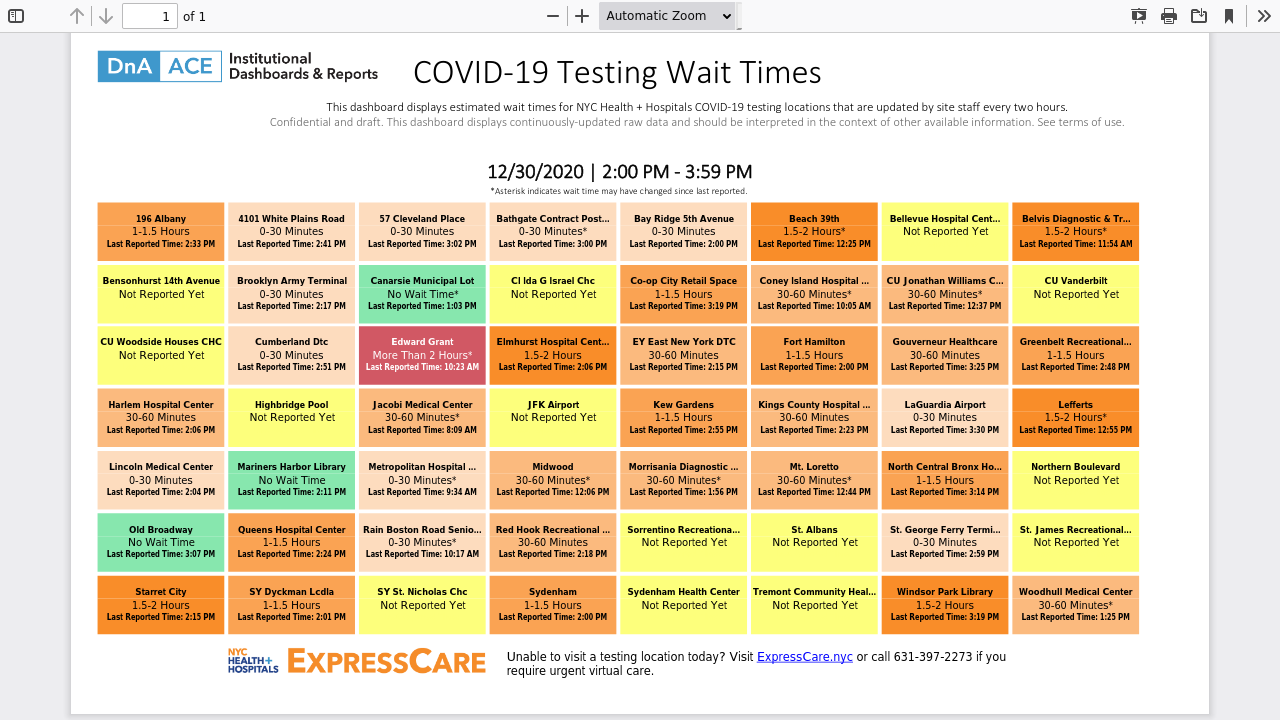 1 of 1
Automatic Zoom
DnA ACE Institutional
Dashboards & Reports
COVID-19 Testing Wait Times
This dashboard displays estimated wait times for NYC Health + Hospitals COVID-19 testing locations that are updated by site staff every two hours.
Confidential and draft. This dashboard displays continuously-updated raw data and should be interpreted in the context of other available information. See terms of use.
12/30/2020 | 2:00 PM - 3:59 PM
*Asterisk indicates wait time may have changed since last reported.
196 Albany
1-1.5 Hours
Last Reported Time: 2:33 PM
4101 White Plains Road
0-30 Minutes
Last Reported Time: 2:41 PM
57 Cleveland Place
0-30 Minutes
Last Reported Time: 3:02 PM
Bathgate Contract Post...
0-30 Minutes*
Last Reported Time: 3:00 PM
Bay Ridge 5th Avenue
0-30 Minutes
Last Reported Time: 2:00 PM
Beach 39th
1.5-2 Hours*
Last Reported Time: 12:25 PM
Bellevue Hospital Cent...
Not Reported Yet
Belvis Diagnostic & Tr...
1.5-2 Hours*
Last Reported Time: 11:54 AM
Bensonhurst 14th Avenue
Not Reported Yet
Brooklyn Army Terminal
0-30 Minutes
Last Reported Time: 2:17 PM
Canarsie Municipal Lot
No Wait Time*
Last Reported Time: 1:03 PM
Cl Ida G Israel Chc
Not Reported Yet
Co-op City Retail Space
1-1.5 Hours
Last Reported Time: 3:19 PM
Coney Island Hospital ...
30-60 Minutes*
Last Reported Time: 10:05 AM
CU Jonathan Williams C...
30-60 Minutes*
Last Reported Time: 12:37 PM
CU Vanderbilt
Not Reported Yet
CU Woodside Houses CHC
Not Reported Yet
Cumberland Dtc
0-30 Minutes
Last Reported Time: 2:51 PM
Edward Grant
More Than 2 Hours*
Last Reported Time: 10:23 AM
Elmhurst Hospital Cent...
1.5-2 Hours
Last Reported Time: 2:06 PM
EY East New York DTC
30-60 Minutes
Last Reported Time: 2:15 PM
Fort Hamilton
1-1.5 Hours
Last Reported Time: 2:00 PM
Gouverneur Healthcare
30-60 Minutes
Last Reported Time: 3:25 PM
Greenbelt Recreational...
1-1.5 Hours
Last Reported Time: 2:48 PM
Harlem Hospital Center
30-60 Minutes
Last Reported Time: 2:06 PM
Highbridge Pool
Not Reported Yet
Jacobi Medical Center
30-60 Minutes*
Last Reported Time: 8:09 AM
JFK Airport
Not Reported Yet
Kew Gardens
1-1.5 Hours
Last Reported Time: 2:55 PM
Kings County Hospital ...
30-60 Minutes
Last Reported Time: 2:23 PM
LaGuardia Airport
0-30 Minutes
Last Reported Time: 3:30 PM
Lefferts
1.5-2 Hours*
Last Reported Time: 12:55 PM
Lincoln Medical Center
0-30 Minutes
Last Reported Time: 2:04 PM
Mariners Harbor Library
No Wait Time
Last Reported Time: 2:11 PM
Metropolitan Hospital ...
0-30 Minutes*
Last Reported Time: 9:34 AM
Midwood
30-60 Minutes*
Last Reported Time: 12:06 PM
Morrisania Diagnostic ...
30-60 Minutes*
Last Reported Time: 1:56 PM
Mt. Loretto
30-60 Minutes*
Last Reported Time: 12:44 PM
North Central Bronx Ho...
1-1.5 Hours
Last Reported Time: 3:14 PM
Northern Boulevard
Not Reported Yet
Old Broadway
No Wait Time
Last Reported Time: 3:07 PM
Queens Hospital Center
1-1.5 Hours
Last Reported Time: 2:24 PM
Rain Boston Road Senio...
0-30 Minutes*
Last Reported Time: 10:17 AM
Red Hook Recreational ...
30-60 Minutes
Last Reported Time: 2:18 PM
Sorrentino Recreationa...
Not Reported Yet
St. Albans
Not Reported Yet
St. George Ferry Termi...
0-30 Minutes
Last Reported Time: 2:59 PM
St. James Recreational...
Not Reported Yet
Starret City
1.5-2 Hours
Last Reported Time: 2:15 PM
SY Dyckman Lcdla
1-1.5 Hours
Last Reported Time: 2:01 PM
SY St. Nicholas Chc
Not Reported Yet
Sydenham
1-1.5 Hours
Last Reported Time: 2:00 PM
Sydenham Health Center
Not Reported Yet
Tremont Community Heal...
Not Reported Yet
Windsor Park Library
1.5-2 Hours
Last Reported Time: 3:19 PM
Woodhull Medical Center
30-60 Minutes*
Last Reported Time: 1:25 PM
NYC
HEALTH+
HOSPITALS
EXPRESSCARE
Unable to visit a testing location today? Visit ExpressCare.nyc or call 631-397-2273 if you
require urgent virtual care.